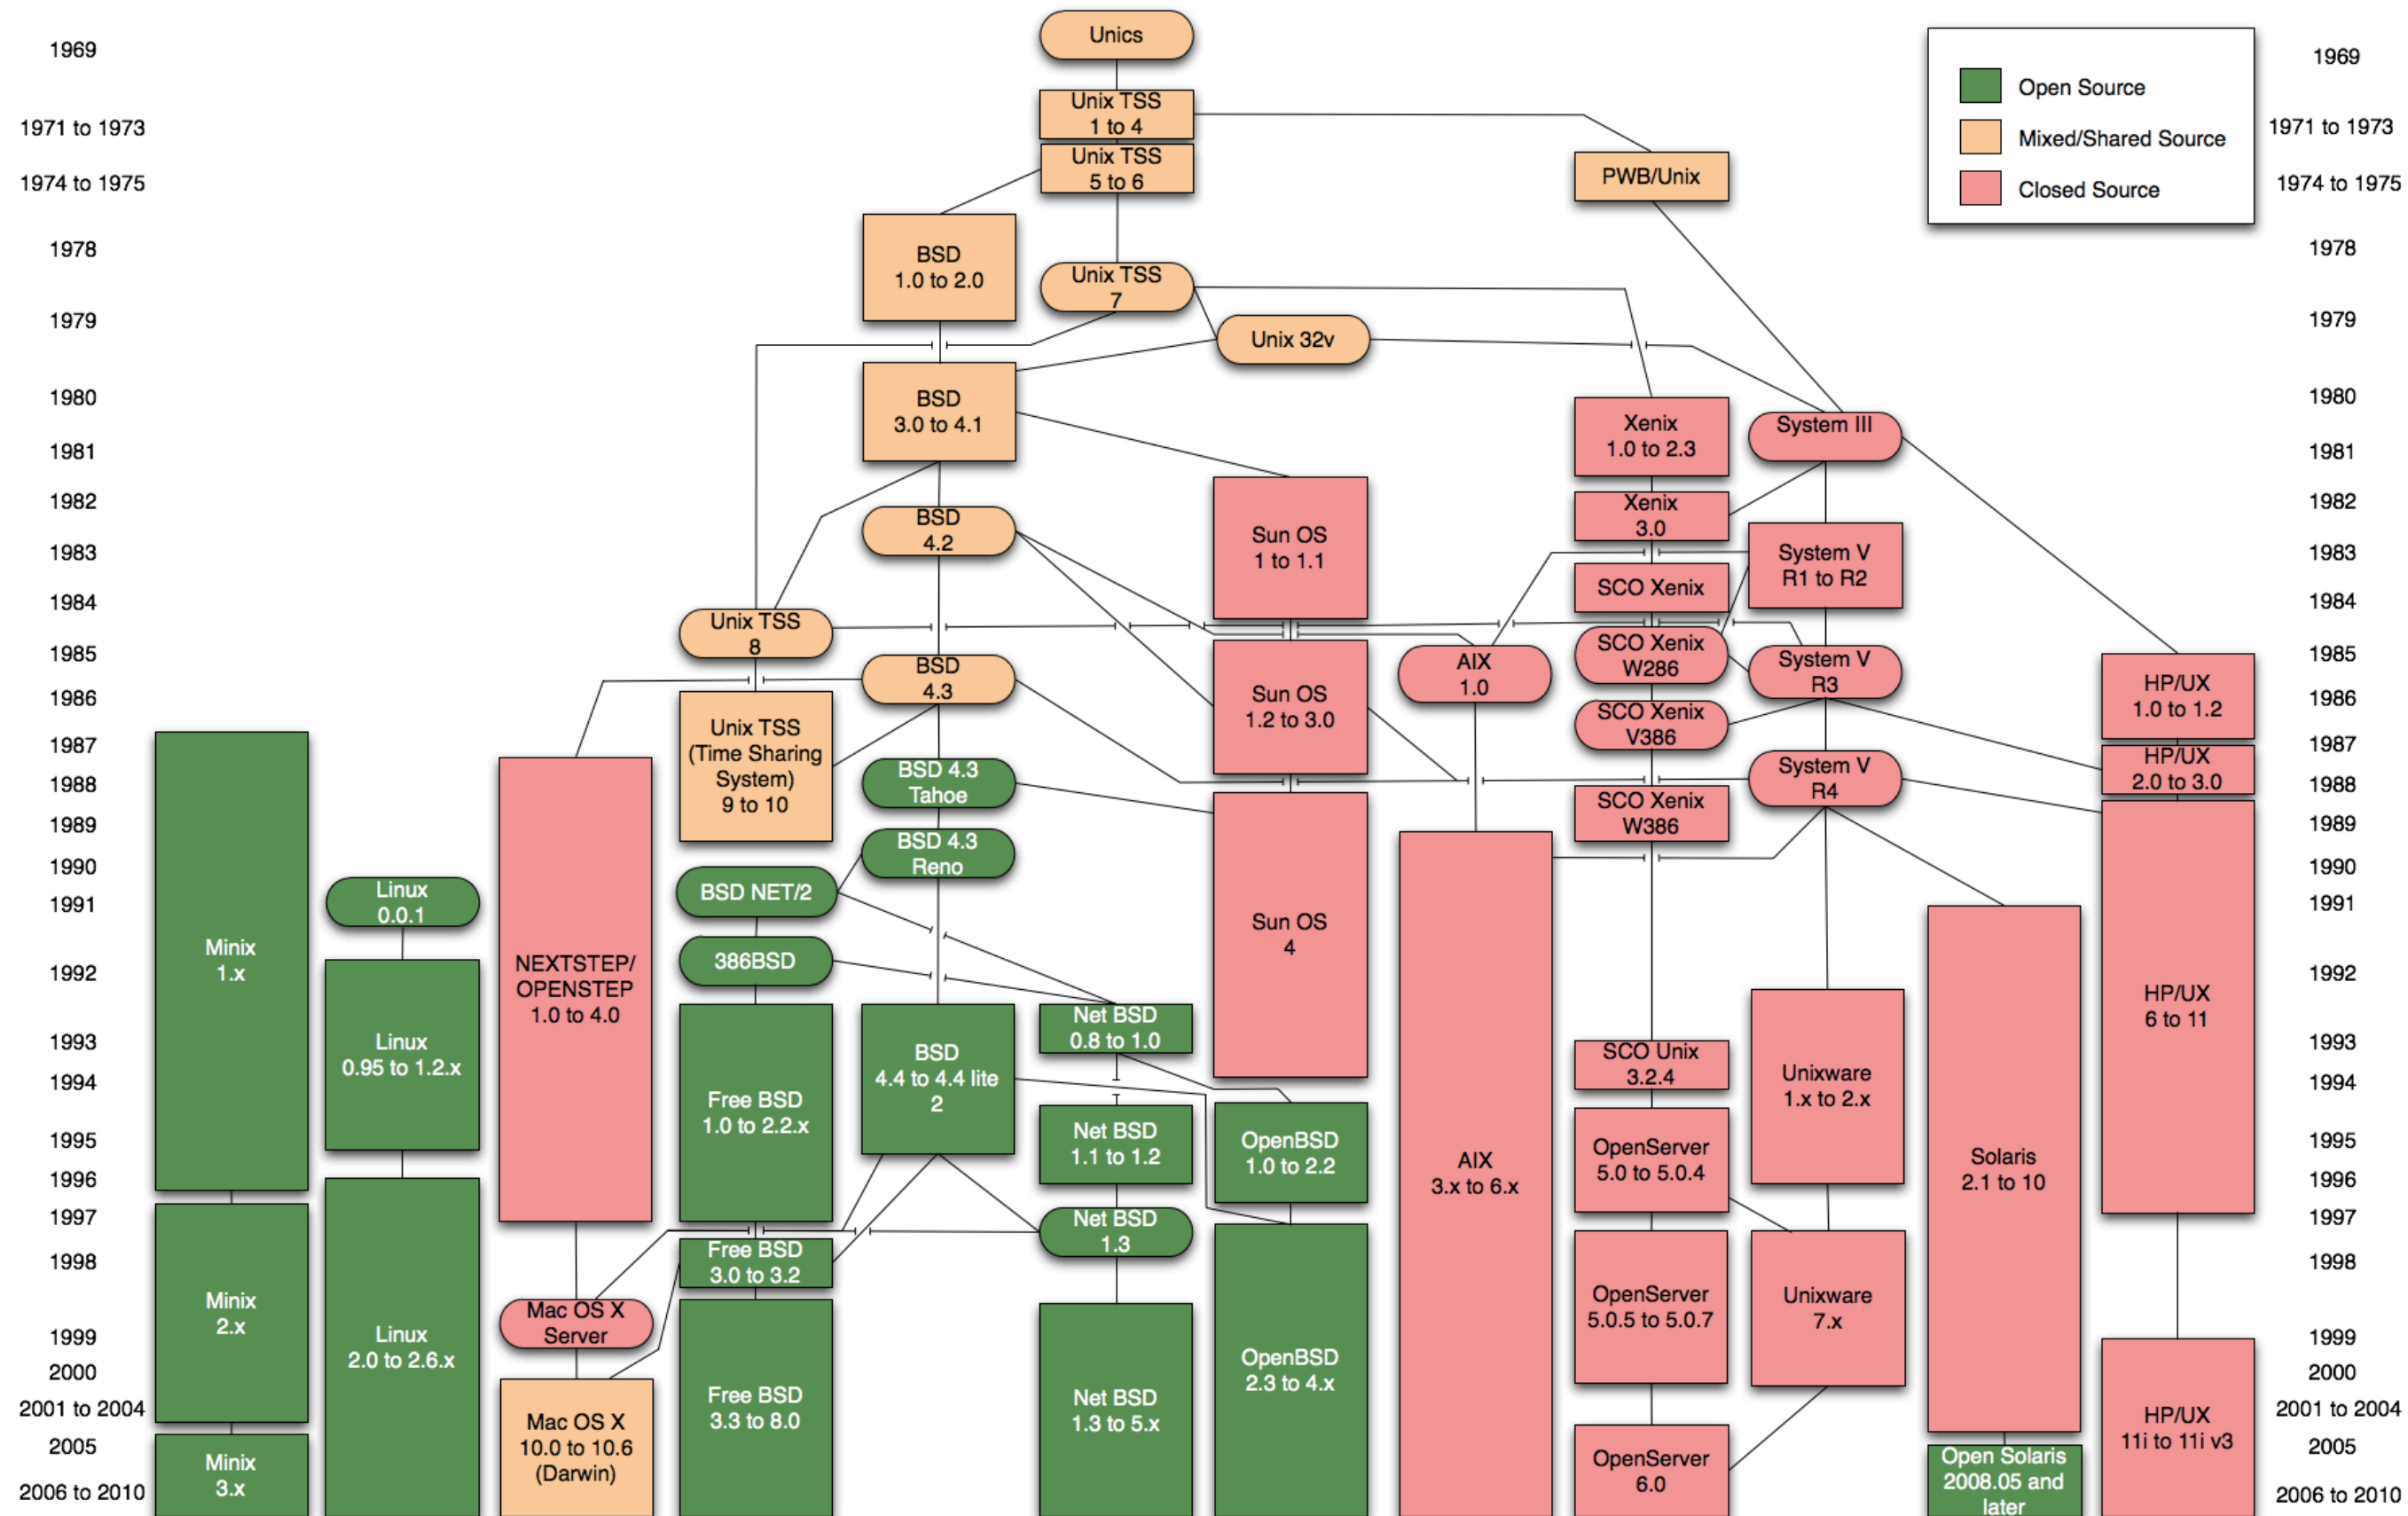 Unics
1969
1969
Open Source
Mixed/Shared Source
Closed Source
Unix TSS
1 to 4
1971 to 1973
1971 to 1973
Unix TSS
5 to 6
PWB/Unix
1974 to 1975
1974 to 1975
BSD
1.0 to 2.0
1978
1978
Unix TSS
7
1979
1979
Unix 32v
1980
1980
BSD
3.0 to 4.1
Xenix
1.0 to 2.3
System III
1981
1981
1982
1982
Xenix
3.0
BSD
4.2
Sun OS
1 to 1.1
System V
R1 to R2
1983
1983
SCO Xenix
1984
1984
Unix TSS
8
SCO Xenix
W286
1985
1985
BSD
4.3
AIX
1.0
System V
R3
HP/UX
1.0 to 1.2
Sun OS
1.2 to 3.0
1986
1986
SCO Xenix
V386
Unix TSS
(Time Sharing
System)
9 to 10
1987
1987
HP/UX
2.0 to 3.0
BSD 4.3
Tahoe
System V
R4
1988
1988
SCO Xenix
W386
1989
1989
BSD 4.3
Reno
1990
1990
Linux
0.0.1
BSD NET/2
1991
1991
Sun OS
4
Minix
1.x
NEXTSTEP/
OPENSTEP
1.0 to 4.0
386BSD
1992
1992
HP/UX
6 to 11
Net BSD
0.8 to 1.0
1993
1993
Linux
0.95 to 1.2.x
BSD
4.4 to 4.4 lite
2
SCO Unix
3.2.4
1994
1994
Unixware
1.x to 2.x
Free BSD
1.0 to 2.2.x
Net BSD
1.1 to 1.2
OpenBSD
1.0 to 2.2
1995
1995
AIX
3.x to 6.x
OpenServer
5.0 to 5.0.4
Solaris
2.1 to 10
1996
1996
1997
1997
Net BSD
1.3
Free BSD
3.0 to 3.2
1998
1998
Minix
2.x
Mac OS X
Server
OpenServer
5.0.5 to 5.0.7
Unixware
7.x
1999
1999
Linux
2.0 to 2.6.x
OpenBSD
2.3 to 4.x
2000
2000
Free BSD
3.3 to 8.0
Net BSD
1.3 to 5.x
2001 to 2004
2001 to 2004
Mac OS X
10.0 to 10.6
(Darwin)
HP/UX
11i to 11i v3
2005
2005
Minix
3.x
OpenServer
6.0
Open Solaris
2008.05 and
later
2006 to 2010
2006 to 2010